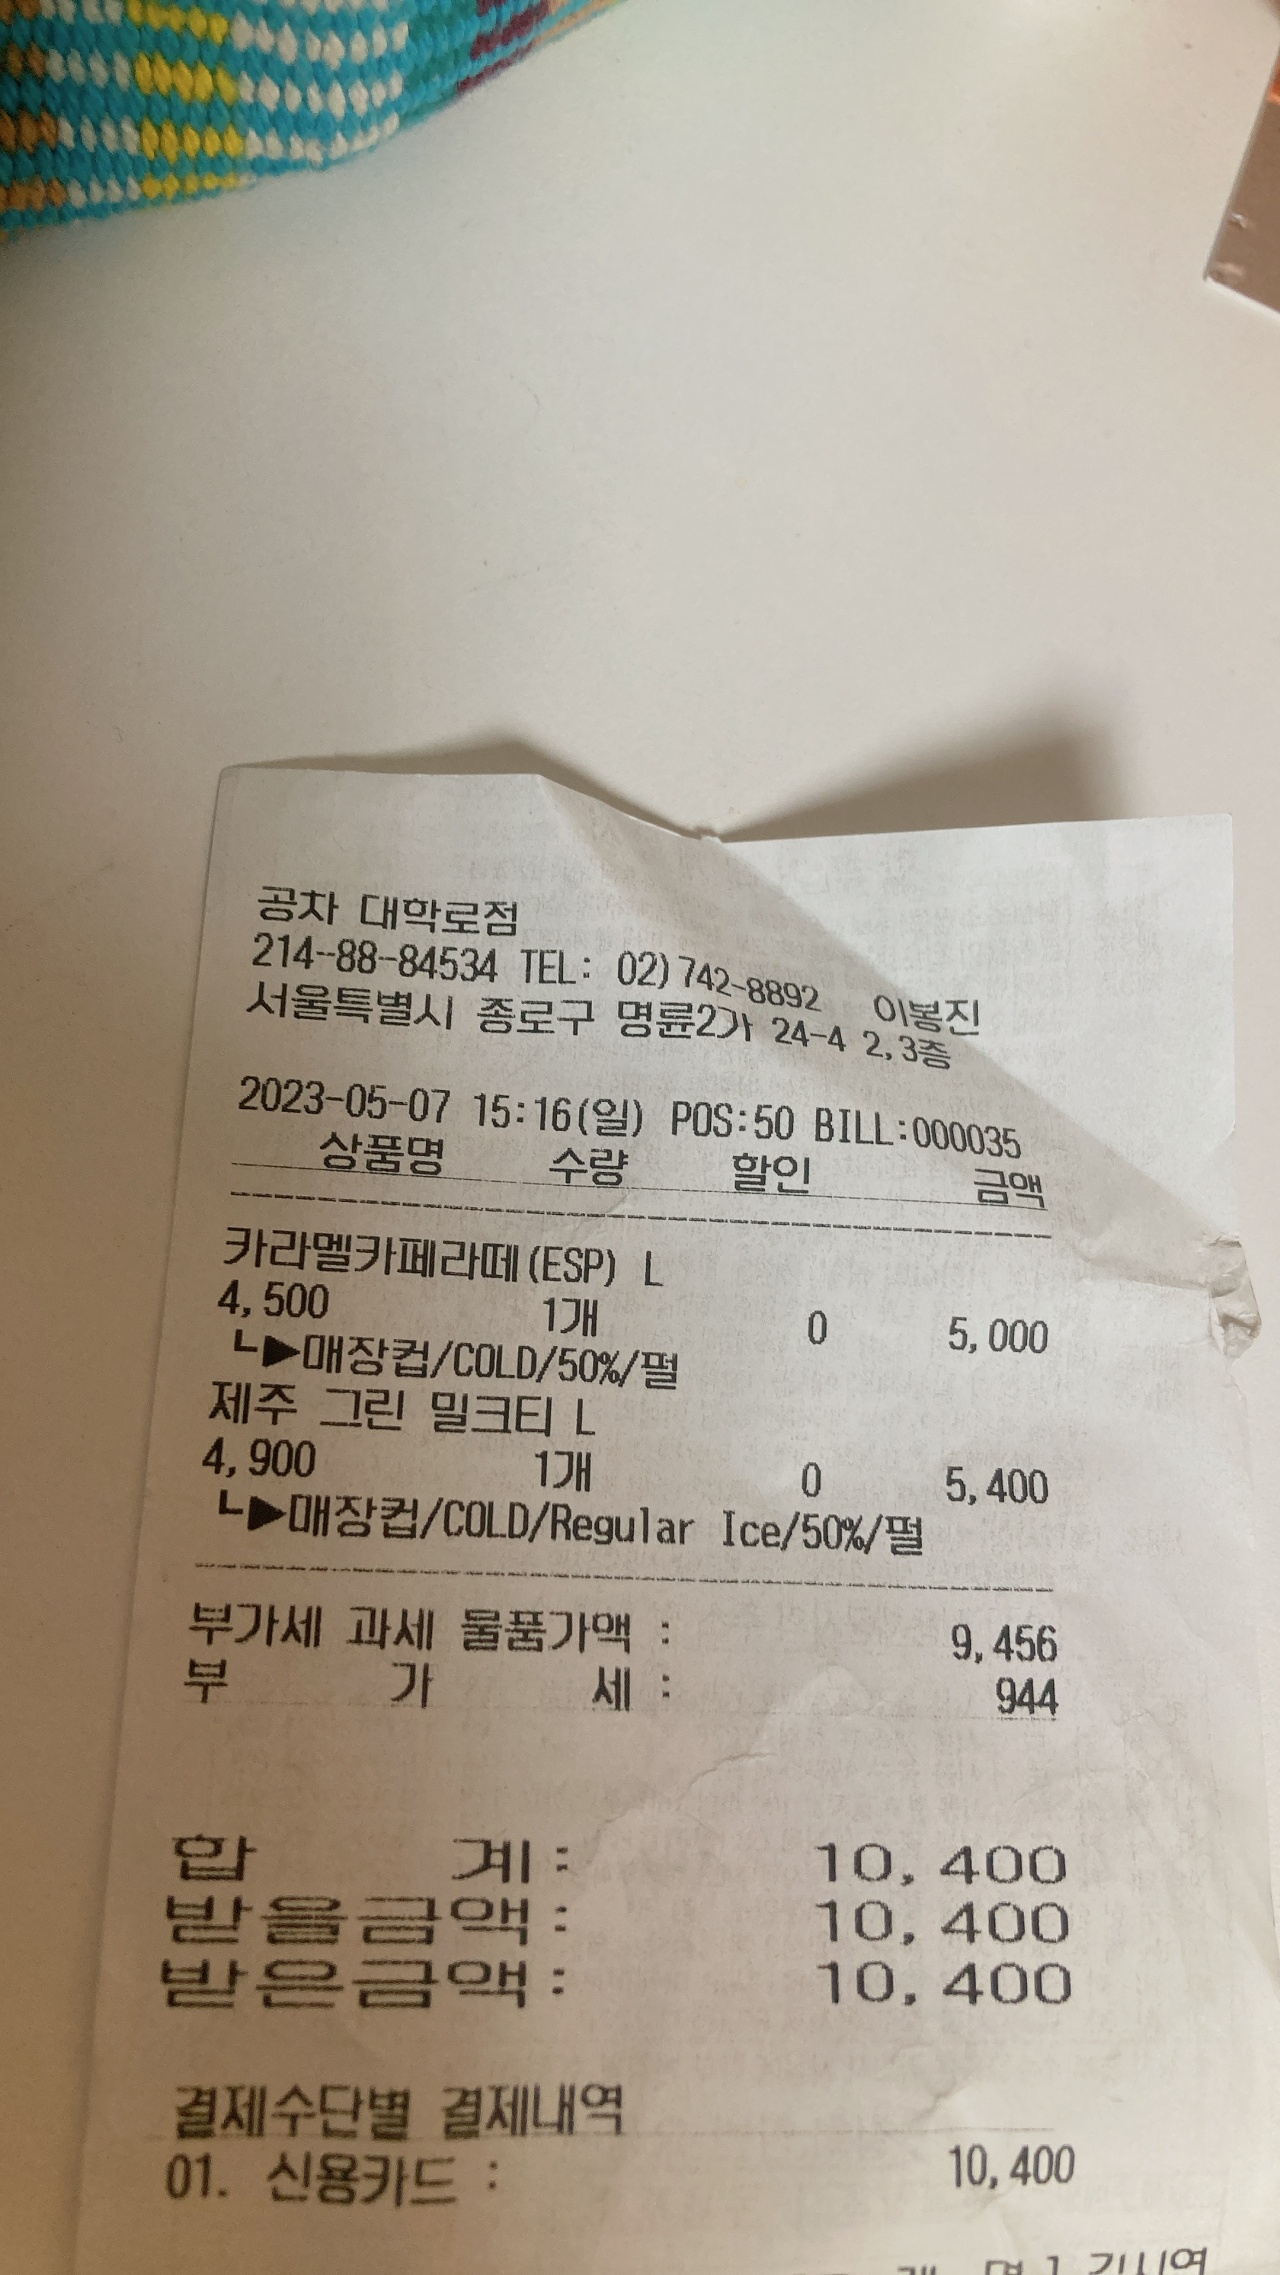 공차 대학로점
214-88-84534 TEL: 02)742-8892 이봉진
서울특별시 종로구 명륜2가 24-4 2,3층
2023-05-07 15:16(일) POS:50 BILL:000035
상품명 수량 할인 금액
카라멜카페라떼(ESP) L
4,500 1개 0 5,000
┗▶매장컵/COLD/50%/펄
제주 그린 밀크티 L
4,900 1개 0 5,400
┗▶매장컵/COLD/Regular Ice/50%/펄
부가세 과세 물품가액 : 9,456
부 가 세 : 944
합 계: 10,400
받을금액: 10,400
받은금액: 10,400
결제수단별 결제내역
01. 신용카드 : 10,400